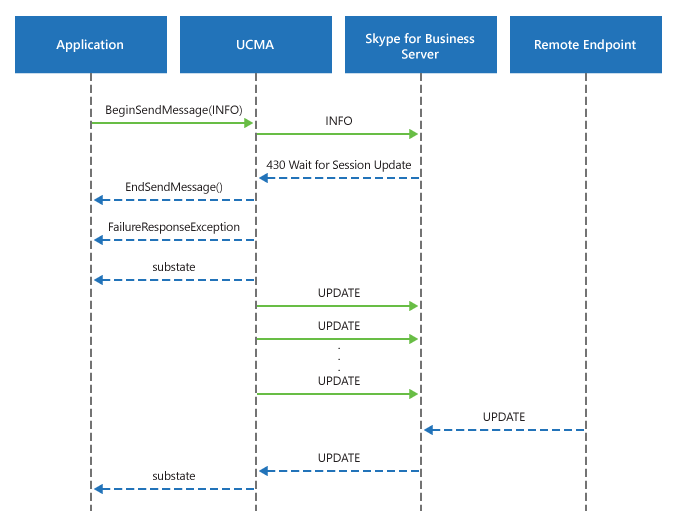 Application
UCMA
Skype for Business
Server
Remote Endpoint
BeginSendMessage(INFO)
INFO
430 Wait for Session Update
EndSendMessage()
FailureResponseException
substate
UPDATE
UPDATE
.
.
.
UPDATE
UPDATE
UPDATE
substate